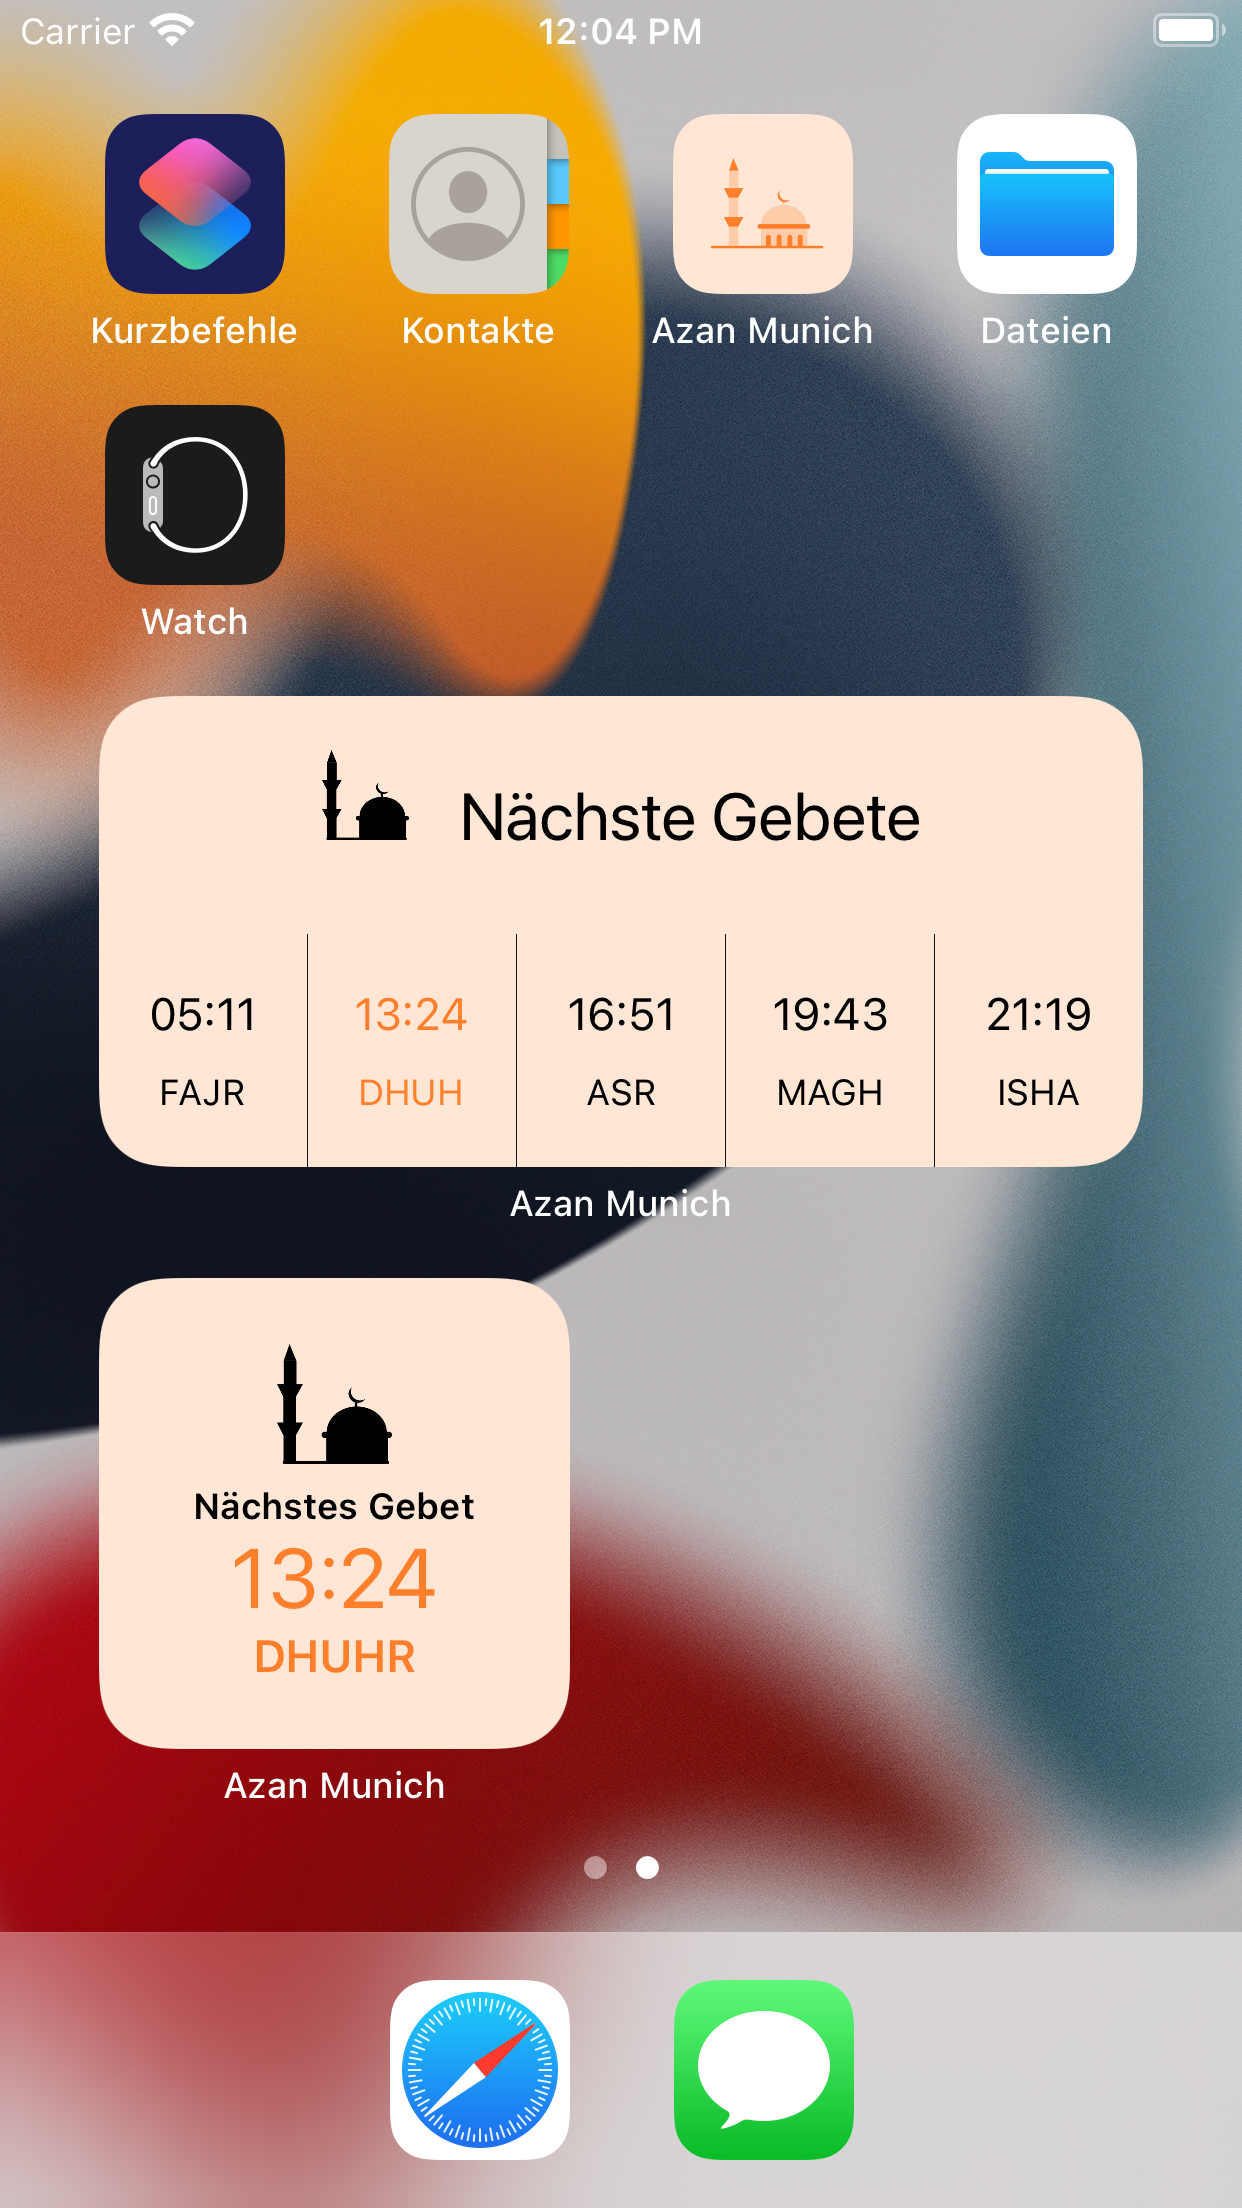 Carrier 12:04 PM
Kurzbefehle Kontakte Azan Munich Dateien
Watch
Nächste Gebete
05:11 13:24 16:51 19:43 21:19
FAJR DHUH ASR MAGH ISHA
Azan Munich
Nächstes Gebet
13:24
DHUHR
Azan Munich